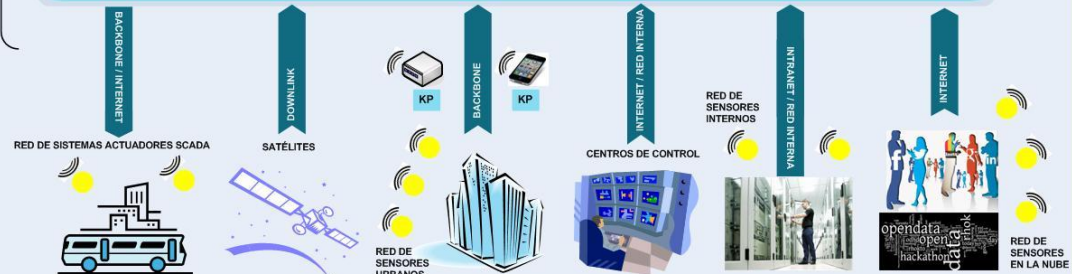 BACKBONE / INTERNET
DOWNLINK
BACKBONE
INTERNET / RED INTERNA
INTRANET / RED INTERNA
INTERNET
KP
KP
RED DE
SENSORES
INTERNOS
RED DE SISTEMAS ACTUADORES SCADA
SATÉLITES
CENTROS DE CONTROL
RED DE
SENSORES
URBANOS
opendata
open
data
hackathon
rhok
RED DE
SENSORES
EN LA NUBE